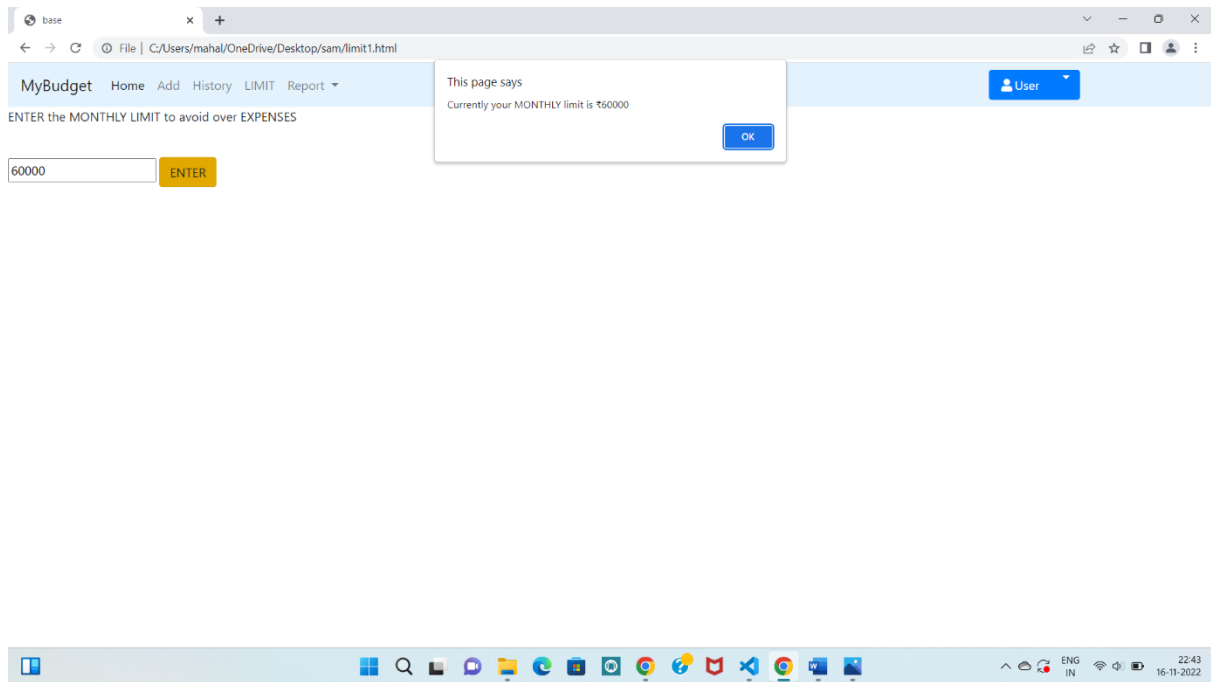 base
File | C:/Users/mahal/OneDrive/Desktop/sam/limit1.html
MyBudget Home Add History LIMIT Report User
This page says
Currently your MONTHLY limit is ₹60000
OK
ENTER the MONTHLY LIMIT to avoid over EXPENSES
60000 ENTER
ENG 22:43
IN 16-11-2022